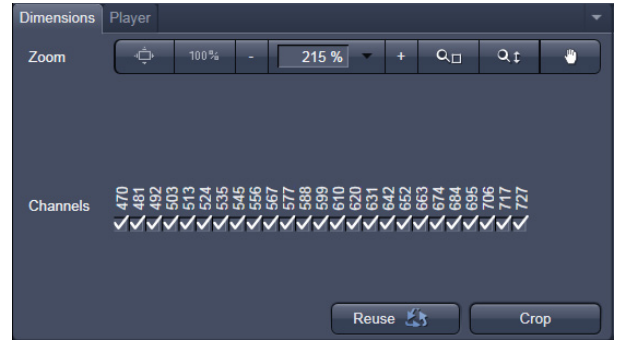 Dimensions Player
Zoom 100% - 215 % +
Channels 470 481 492 503 513 524 535 545 556 567 577 588 599 610 620 631 642 652 663 674 684 695 706 717 727
Reuse Crop